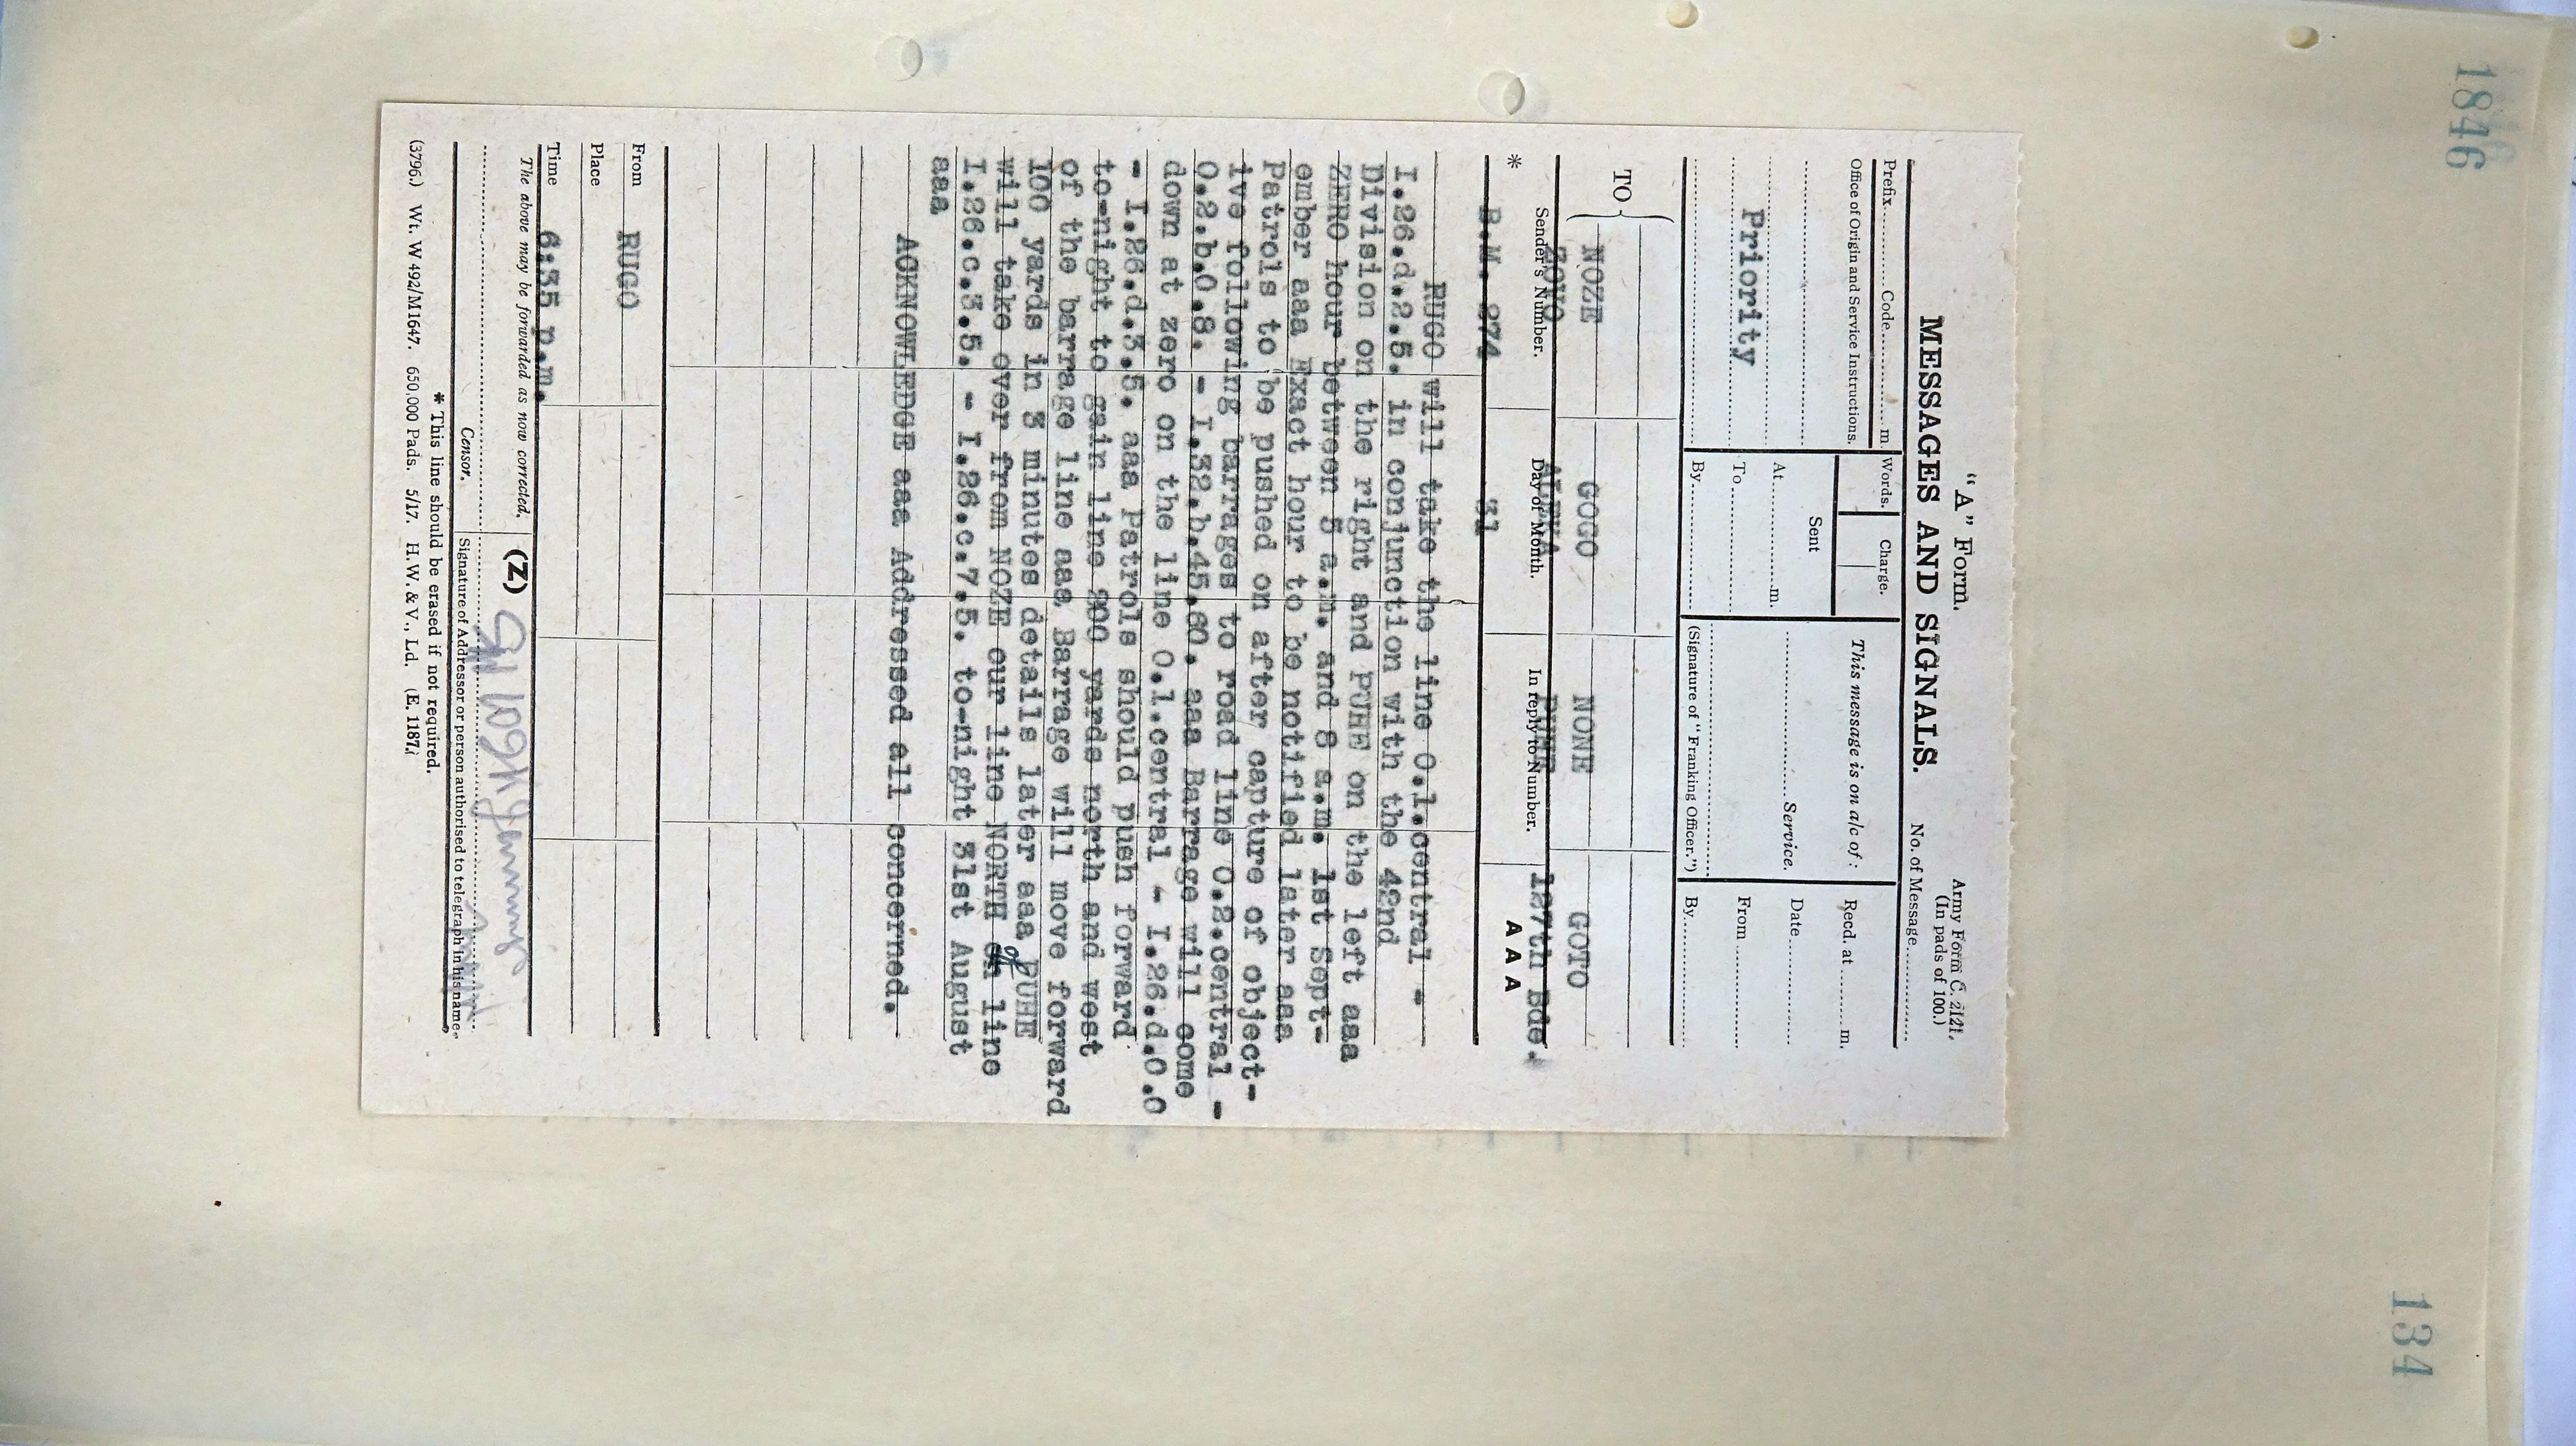 1846
134
"A" Form.
Army Form C. 2121.
(In pads of 100.)
MESSAGES AND SIGNALS.
No. of Message
Prefix Code m.
Words.
Charge.
This message is on a/c of :
Recd. at m.
Office of Origin and Service Instructions.
Sent
Service.
Date
Priority
At m.
To
From
By
(Signature of "Franking Officer.")
By
TO
NOZE GOGO NONE GOTO
ZOVO 127th Bde.
* Sender's Number. Day of Month. In reply to Number. A A A
B.M. 874 31
RUGO will take the line O.1.central -
I.26.d.2.5. in conjunction with the 42nd
Division on the right and PUHE on the left aaa
ZERO hour between 5 a.m. and 8 a.m. 1st Sept-
ember aaa Exact hour to be notified later aaa
Patrols to be pushed on after capture of object-
ive following barrages to road line O.2.central -
O.2.b.0.8. - I.32.b.45.60. aaa Barrage will come
down at zero on the line O.1.central - I.26.d.0.0
- I.26.d.3.5. aaa Patrols should push forward
to-night to gain line 200 yards north and west
of the barrage line aaa Barrage will move forward
100 yards in 3 minutes details later aaa PUHE
will take over from NOZE our line NORTH of line
I.26.c.3.5. - I.26.c.7.5. to-night 31st August
aaa
ACKNOWLEDGE aaa Addressed all concerned.
From RUGO
Place
Time 6:35 p.m.
The above may be forwarded as now corrected. (Z)
Censor.
Signature of Addressor or person authorised to telegraph in his name.
* This line should be erased if not required.
(3796.) Wt. W 492/M1647. 650,000 Pads. 5/17. H.W. & V., Ld. (E. 1187.)